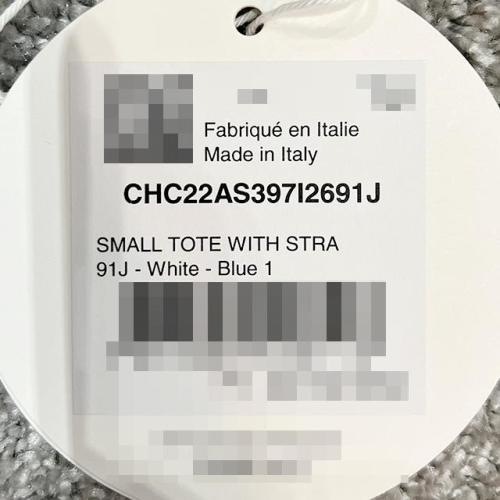 Fabriqué en Italie
Made in Italy
CHC22AS397I2691J
SMALL TOTE WITH STRA
91J - White - Blue 1